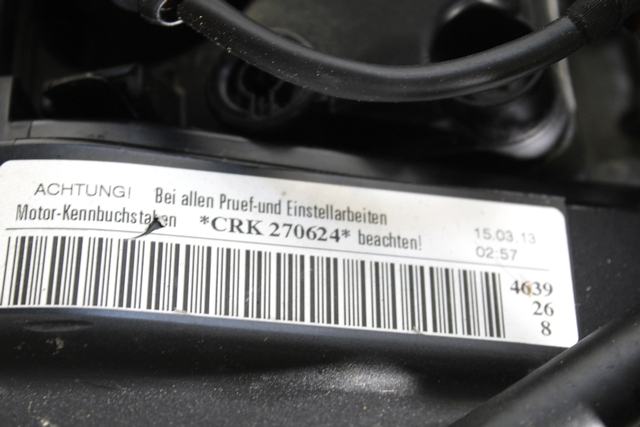 ACHTUNG! Bei allen Pruef-und Einstellarbeiten
Motor-Kennbuchstaben *CRK 270624* beachten!
15.03.13
02:57
4639
26
8